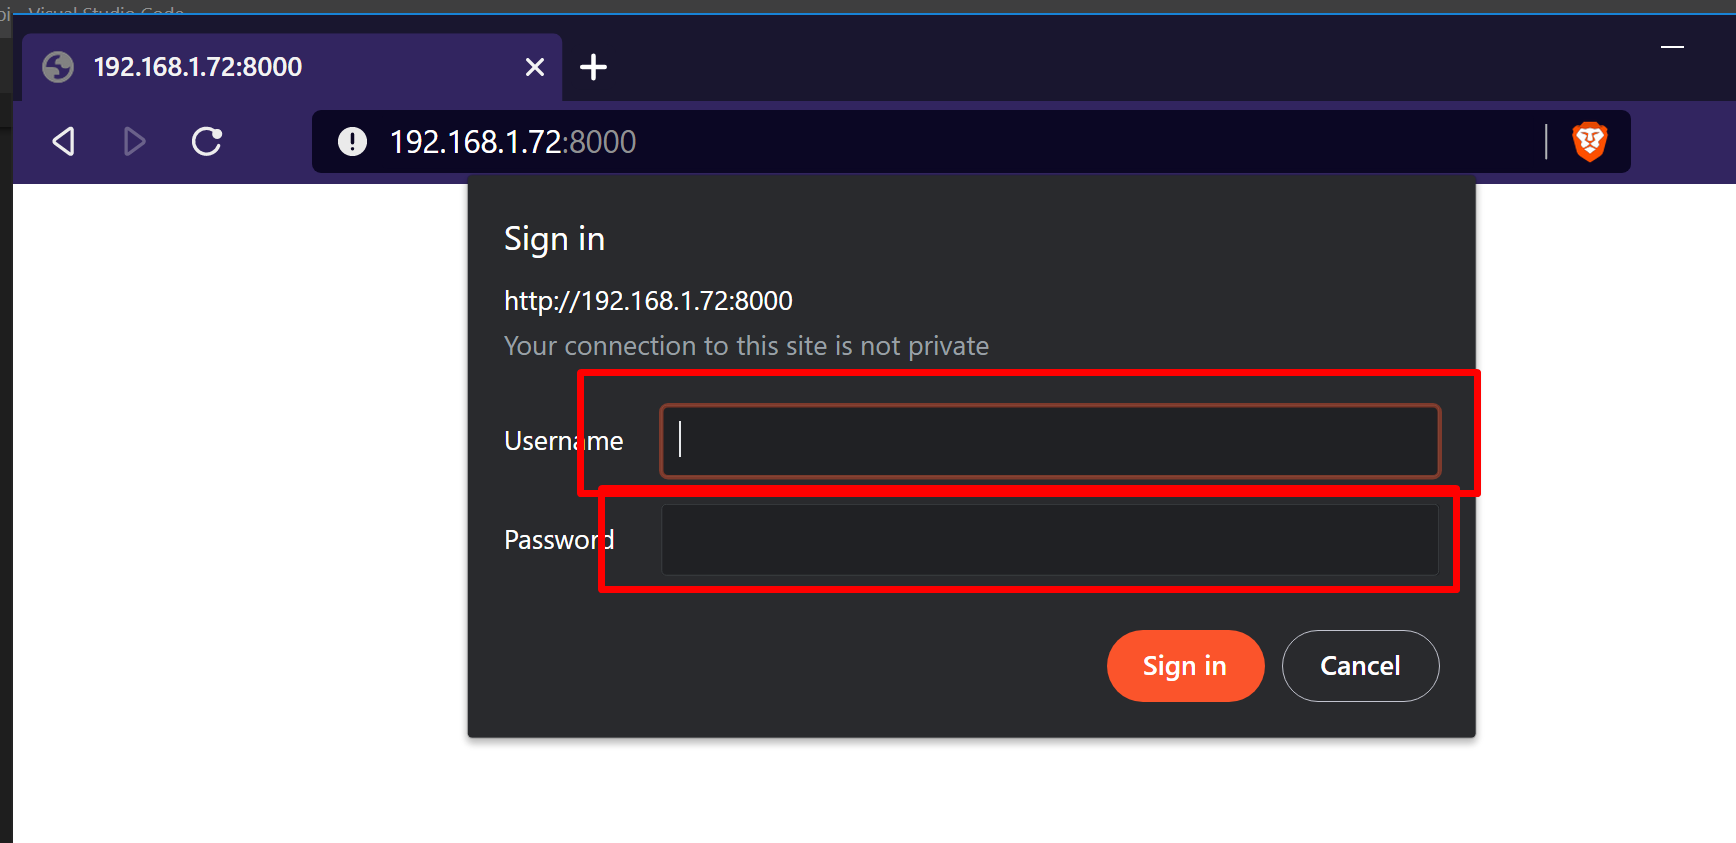 pi - Visual Studio Code
192.168.1.72:8000
192.168.1.72:8000
Sign in
http://192.168.1.72:8000
Your connection to this site is not private
Username
Password
Sign in
Cancel